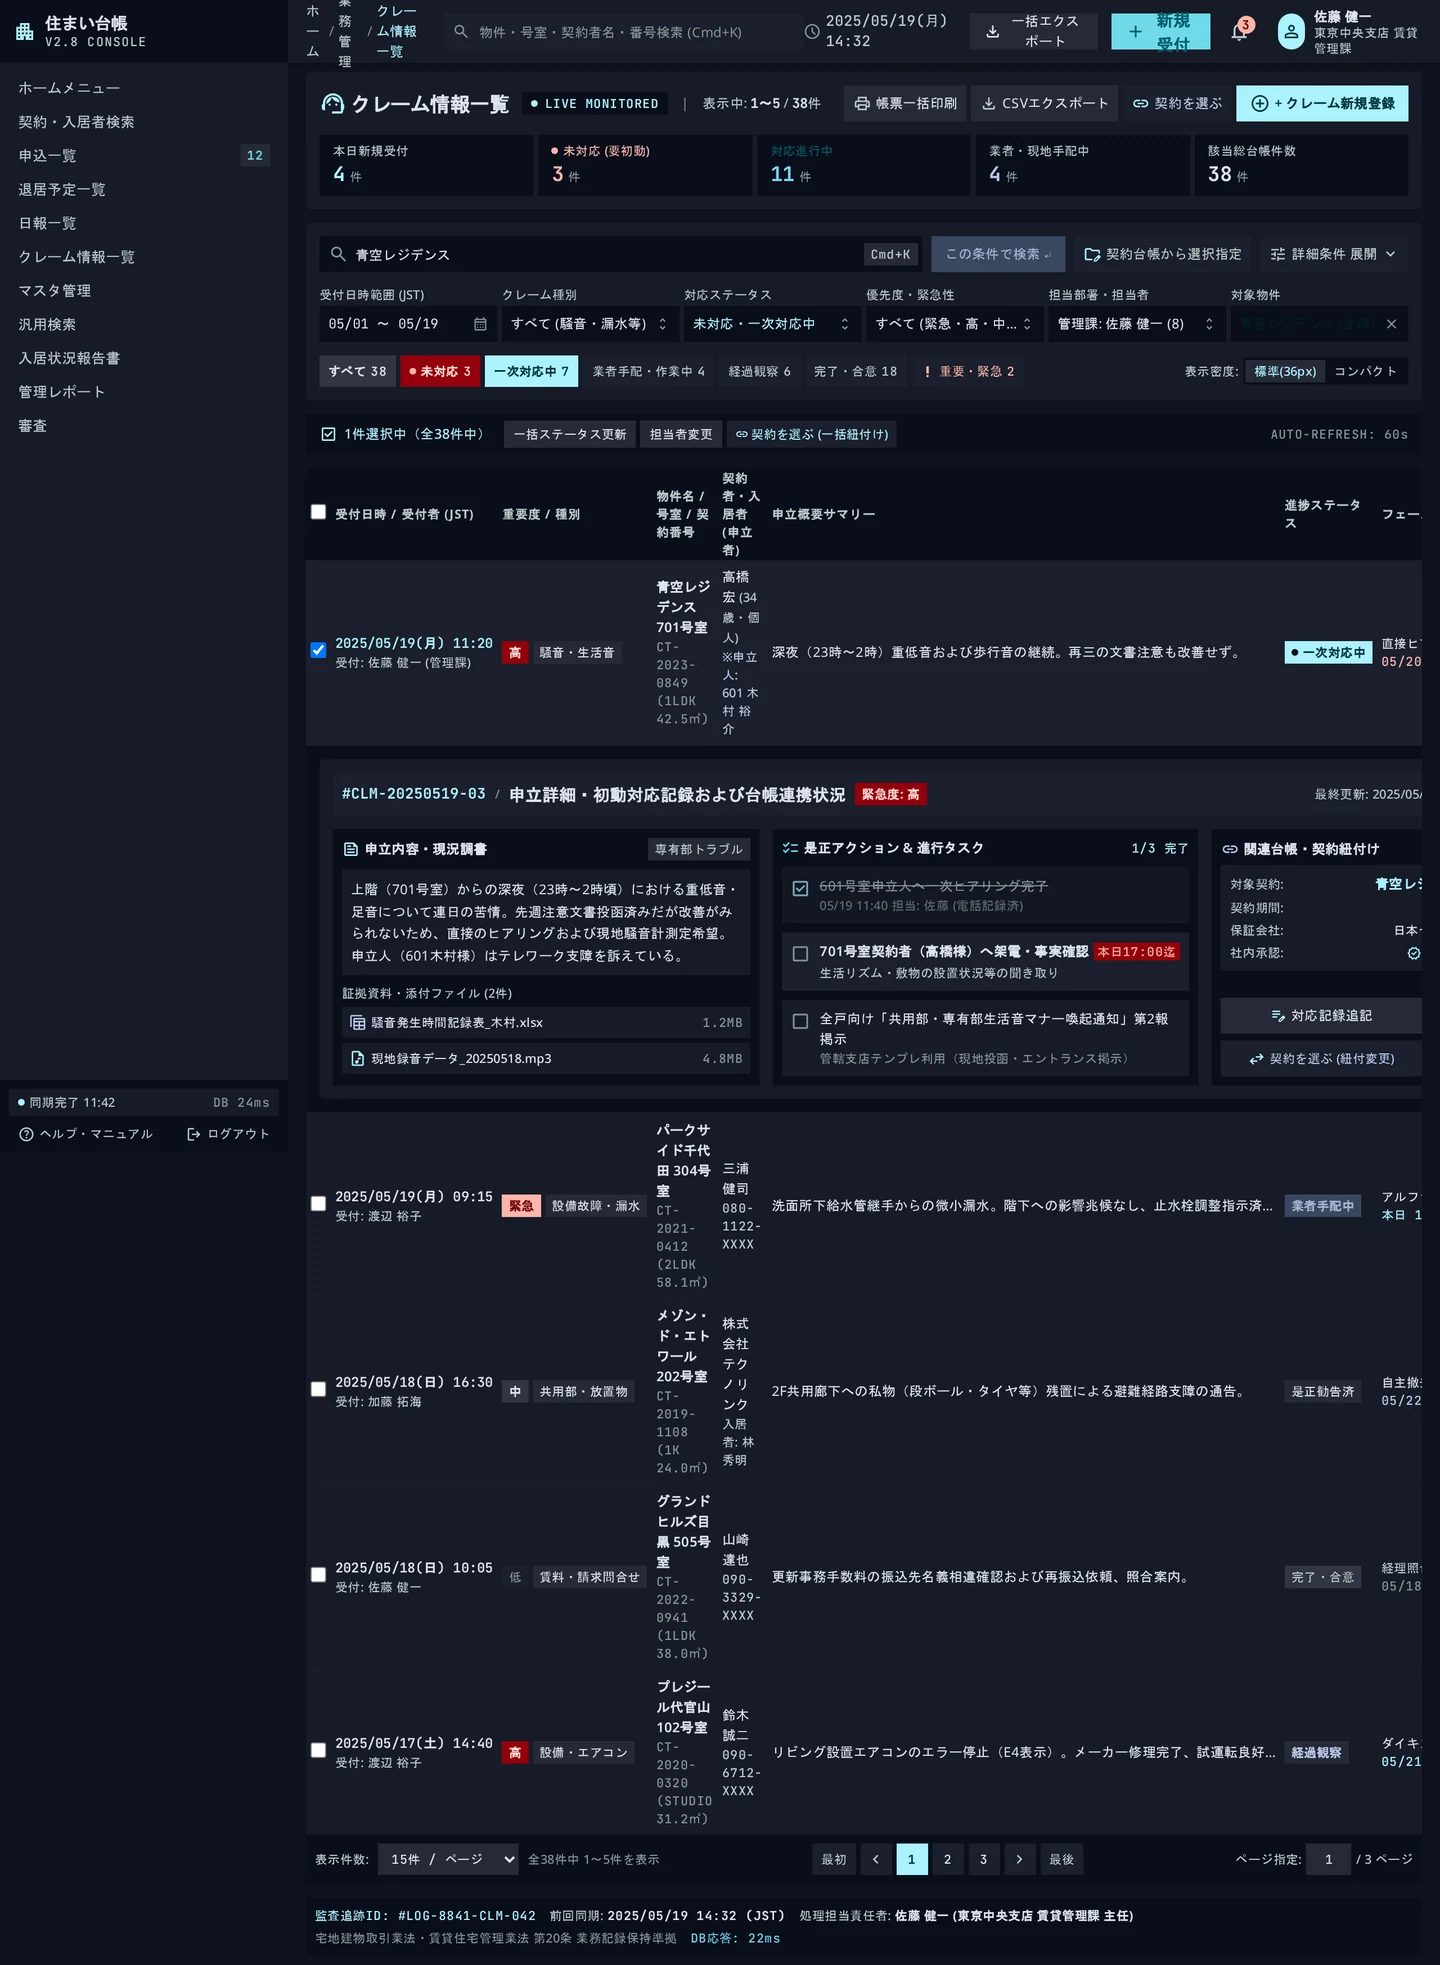 住まい台帳
V2.8 CONSOLE
ホームメニュー
契約・入居者検索
申込一覧 12
退居予定一覧
日報一覧
クレーム情報一覧
マスタ管理
汎用検索
入居状況報告書
管理レポート
審査
同期完了 11:42 DB 24ms
ヘルプ・マニュアル ログアウト
ホーム / 業務管理 / クレーム情報一覧
物件・号室・契約者名・番号検索 (Cmd+K)
2025/05/19(月) 14:32
一括エクスポート
新規受付
3
佐藤 健一
東京中央支店 賃貸管理課
クレーム情報一覧 LIVE MONITORED | 表示中: 1〜5 / 38件 帳票一括印刷 CSVエクスポート 契約を選ぶ + クレーム新規登録
本日新規受付
4 件
未対応 (要初動)
3 件
対応進行中
11 件
業者・現地手配中
4 件
該当総台帳件数
38 件
青空レジデンス Cmd+K この条件で検索 ↲ 契約台帳から選択指定 詳細条件 展開
受付日時範囲 (JST) クレーム種別 対応ステータス 優先度・緊急性 担当部署・担当者 対象物件
05/01 〜 05/19 すべて (騒音・漏水等) 未対応・一次対応中 すべて (緊急・高・中... 管理課: 佐藤 健一 (8)
すべて 38 未対応 3 一次対応中 7 業者手配・作業中 4 経過観察 6 完了・合意 18 重要・緊急 2 表示密度: 標準(36px) コンパクト
1件選択中（全38件中） 一括ステータス更新 担当者変更 契約を選ぶ (一括紐付け) AUTO-REFRESH: 60s
受付日時 / 受付者 (JST) 重要度 / 種別 物件名 / 号室 / 契約番号 契約者・入居者 (申立者) 申立概要サマリー 進捗ステータス フェー
2025/05/19(月) 11:20
受付: 佐藤 健一 (管理課)
高 騒音・生活音
青空レジデンス 701号室
CT-2023-0849 (1LDK 42.5㎡)
高橋 宏 (34歳・個人)
※申立人: 601 木村 裕介
深夜（23時〜2時）重低音および歩行音の継続。再三の文書注意も改善せず。
一次対応中
直接ヒ
05/20
#CLM-20250519-03 / 申立詳細・初動対応記録および台帳連携状況 緊急度: 高 最終更新: 2025/05/
申立内容・現況調書 専有部トラブル
上階（701号室）からの深夜（23時〜2時頃）における重低音・
足音について連日の苦情。先週注意文書投函済みだが改善がみ
られないため、直接のヒアリングおよび現地騒音計測定希望。
申立人（601木村様）はテレワーク支障を訴えている。
証拠資料・添付ファイル (2件)
騒音発生時間記録表_木村.xlsx 1.2MB
現地録音データ_20250518.mp3 4.8MB
是正アクション & 進行タスク 1/3 完了
601号室申立人へ一次ヒアリング完了
05/19 11:40 担当: 佐藤 (電話記録済)
701号室契約者（高橋様）へ架電・事実確認 本日17:00迄
生活リズム・敷物の設置状況等の聞き取り
全戸向け「共用部・専有部生活音マナー喚起通知」第2報
掲示
管轄支店テンプレ利用（現地投函・エントランス掲示）
関連台帳・契約紐付け
対象契約: 青空レジ
契約期間:
保証会社: 日本
社内承認:
対応記録追記
契約を選ぶ (紐付変更)
2025/05/19(月) 09:15
受付: 渡辺 裕子
緊急 設備故障・漏水
パークサイド千代田 304号室
CT-2021-0412 (2LDK 58.1㎡)
三浦 健司
080-1122-XXXX
洗面所下給水管継手からの微小漏水。階下への影響兆候なし、止水栓調整指示済...
業者手配中
アルフ
本日 1
2025/05/18(日) 16:30
受付: 加藤 拓海
中 共用部・放置物
メゾン・ド・エトワール 202号室
CT-2019-1108 (1K 24.0㎡)
株式会社テクノリンク
入居者: 林 秀明
2F共用廊下への私物（段ボール・タイヤ等）残置による避難経路支障の通告。
是正勧告済
自主撤
05/22
2025/05/18(日) 10:05
受付: 佐藤 健一
低 賃料・請求問合せ
グランドヒルズ目黒 505号室
CT-2022-0941 (1LDK 38.0㎡)
山崎 達也
090-3329-XXXX
更新事務手数料の振込先名義相違確認および再振込依頼、照合案内。
完了・合意
経理照
05/18
2025/05/17(土) 14:40
受付: 渡辺 裕子
高 設備・エアコン
プレジール代官山 102号室
CT-2020-0320 (STUDIO 31.2㎡)
鈴木 誠二
090-6712-XXXX
リビング設置エアコンのエラー停止（E4表示）。メーカー修理完了、試運転良好...
経過観察
ダイキ
05/21
表示件数: 15件 / ページ 全38件中 1〜5件を表示 最初 1 2 3 最後 ページ指定: 1 / 3 ページ
監査追跡ID: #LOG-8841-CLM-042 前回同期: 2025/05/19 14:32 (JST) 処理担当責任者: 佐藤 健一 (東京中央支店 賃貸管理課 主任)
宅地建物取引業法・賃貸住宅管理業法 第20条 業務記録保持準拠 DB応答: 22ms